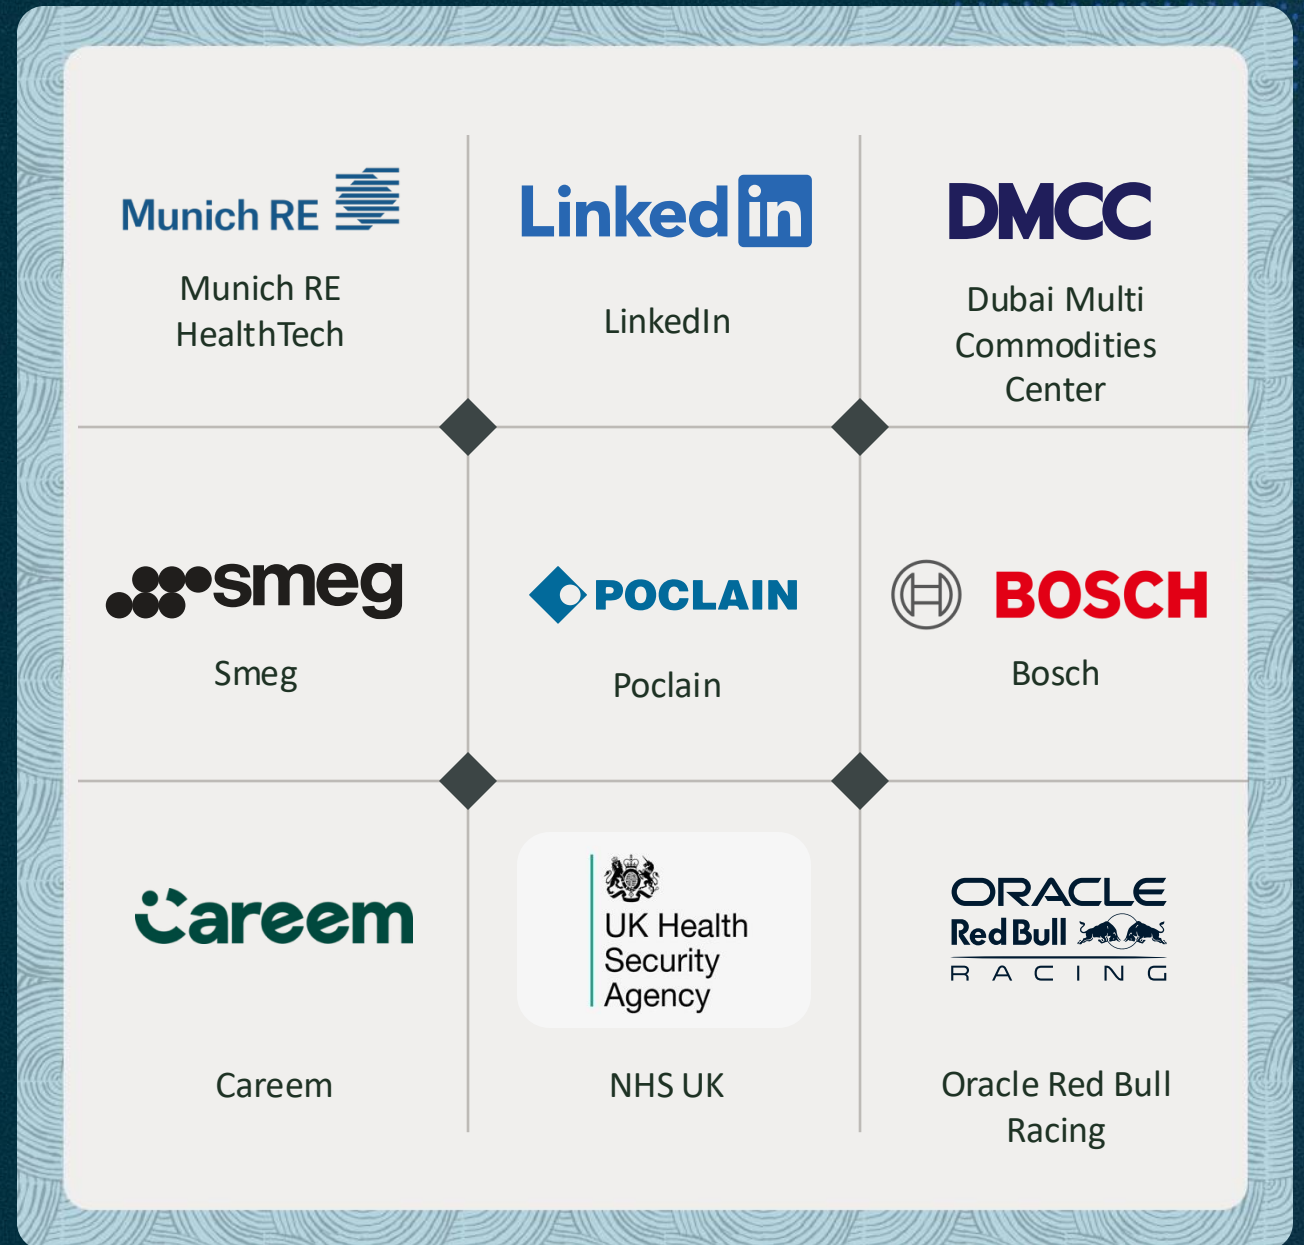 Munich RE
Munich RE
HealthTech
Linkedin
LinkedIn
DMCC
Dubai Multi
Commodities
Center
smeg
Smeg
POCLAIN
Poclain
BOSCH
Bosch
Careem
Careem
UK Health
Security
Agency
NHS UK
ORACLE
Red Bull
RACING
Oracle Red Bull
Racing